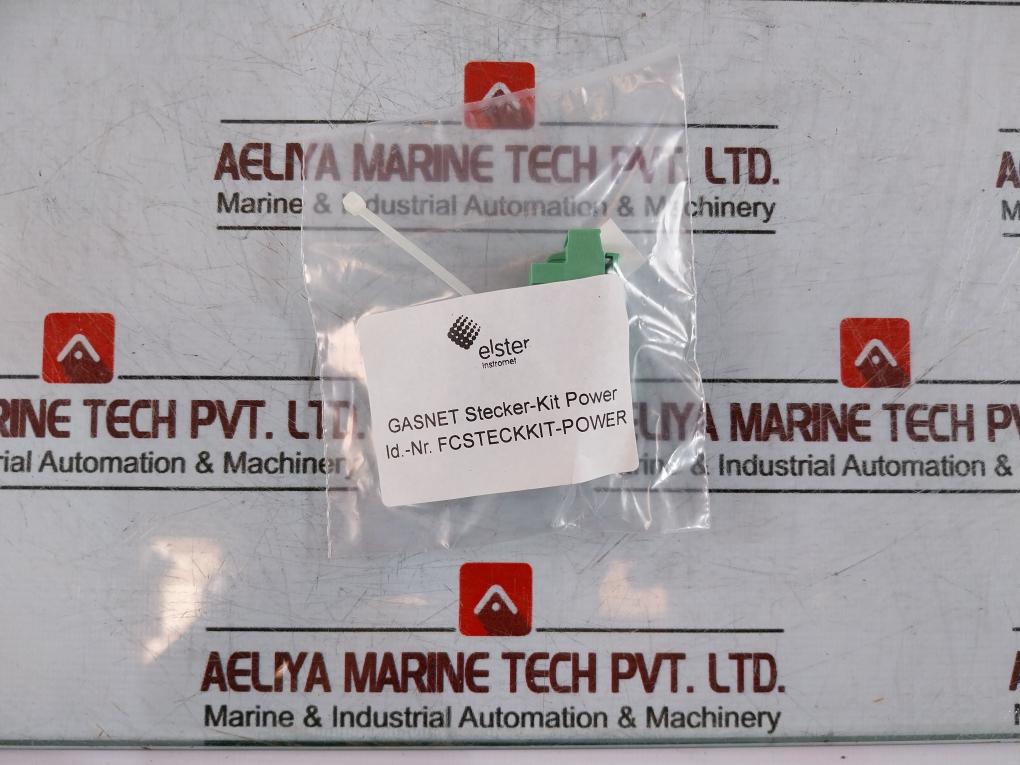 AELIYA MARINE TECH PVT. LTD.
Marine & Industrial Automation & Machinery
elster
Instromet
GASNET Stecker-Kit Power
Id.-Nr. FCSTECKKIT-POWER
RINE TECH PVT. LTD.
rial Automation & Machinery
AELIYA MARINE TECH PV
& Industrial Automation &
AELIYA MARINE TECH PVT. LTD.
Marine & Industrial Automation & Machinery